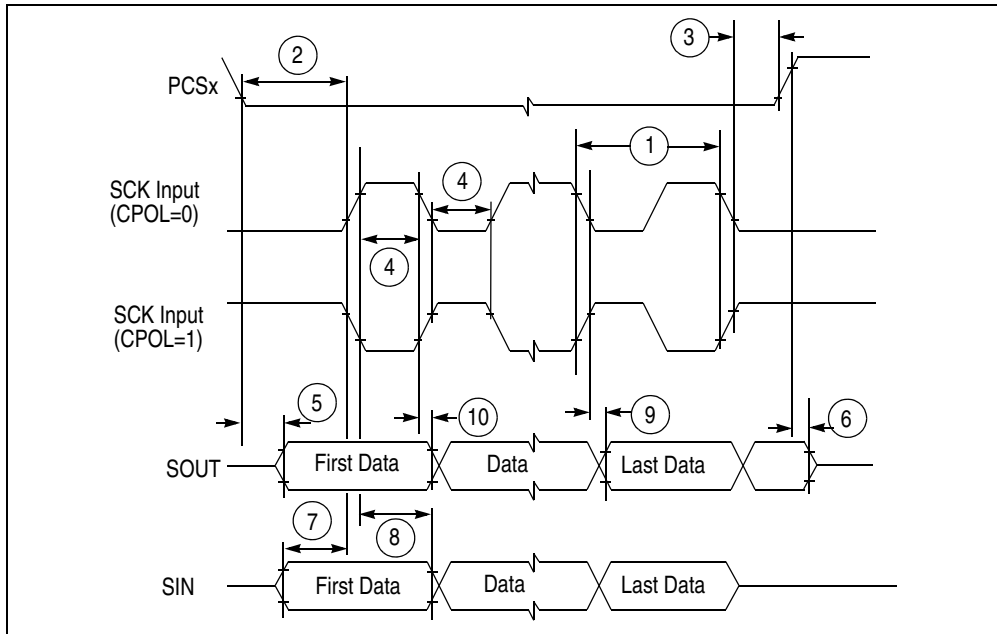 3
2
PCSx
1
SCK Input
(CPOL=0)
4
4
SCK Input
(CPOL=1)
5
10
9
6
SOUT
First Data
Data
Last Data
7
8
SIN
First Data
Data
Last Data